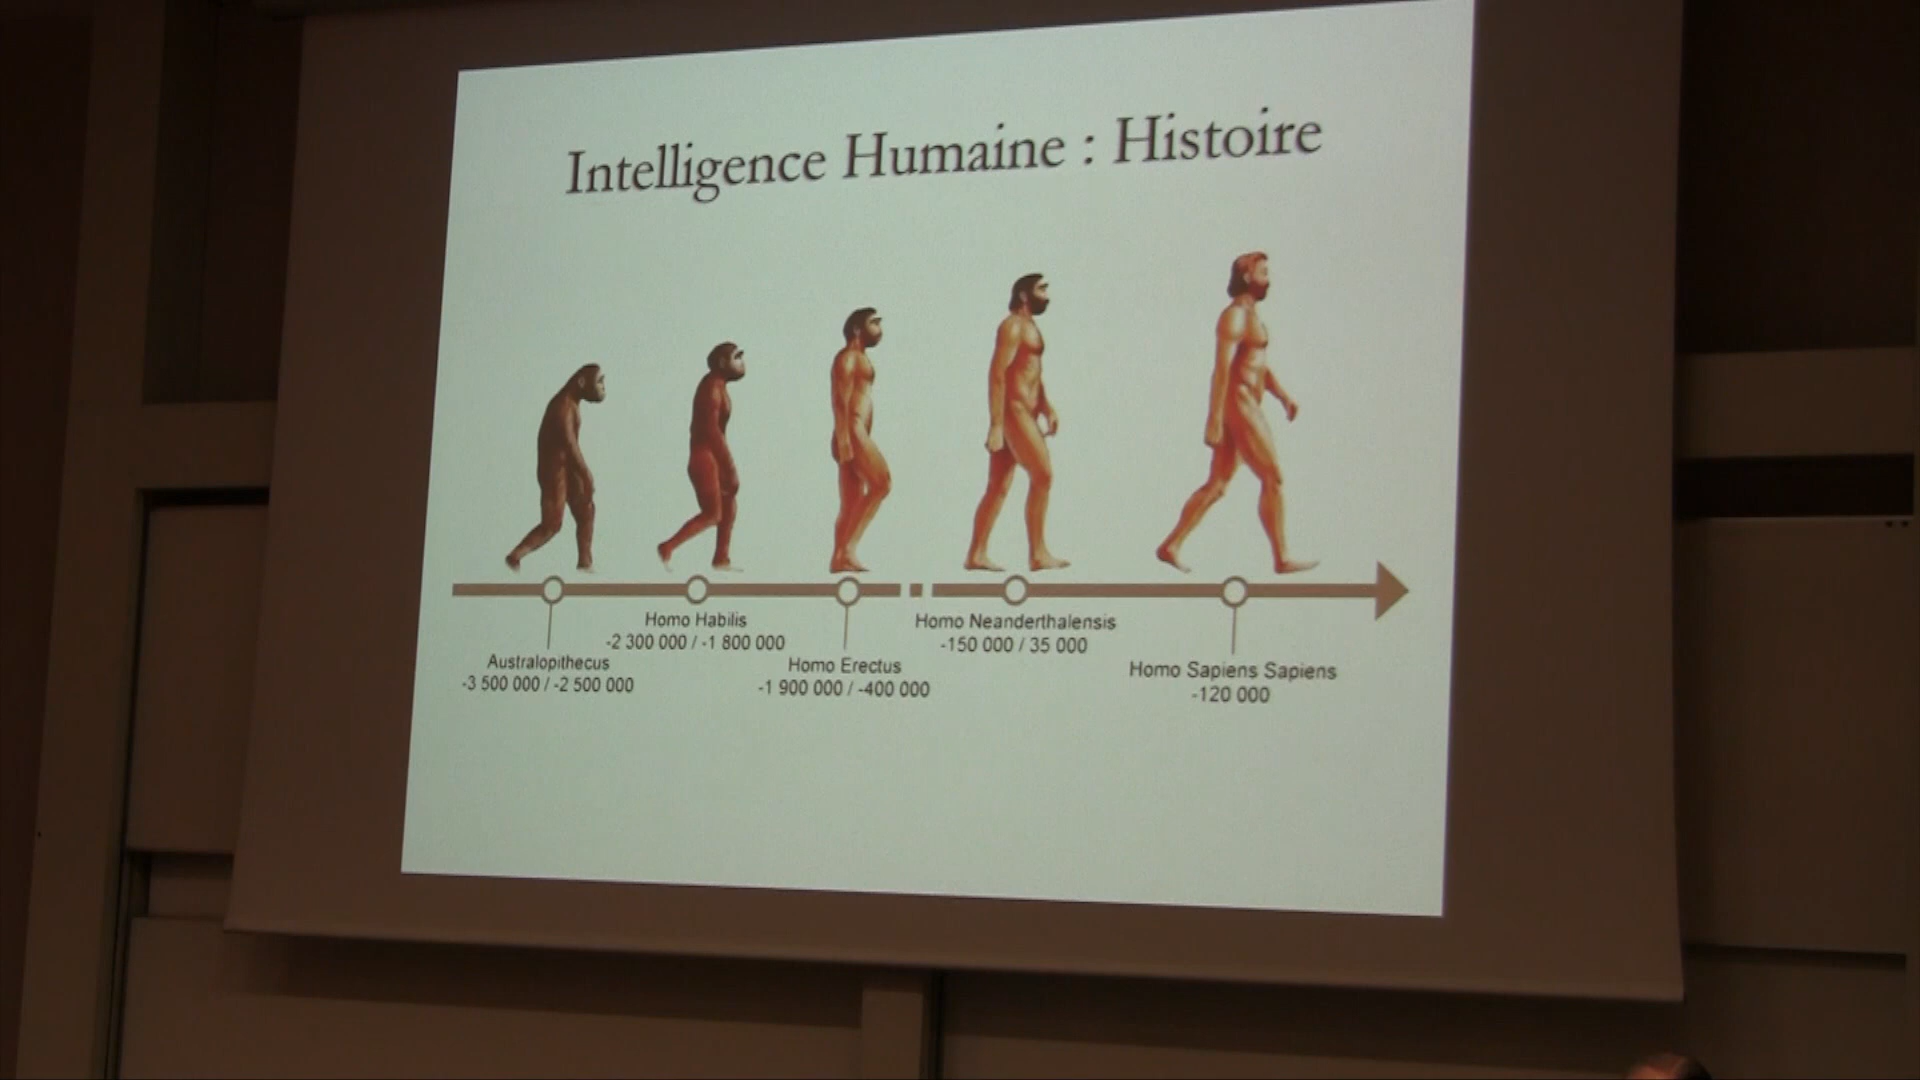 Intelligence Humaine : Histoire
Australopithecus
-3 500 000 / -2 500 000
Homo Habilis
-2 300 000 / -1 800 000
Homo Erectus
-1 900 000 / -400 000
Homo Neanderthalensis
-150 000 / 35 000
Homo Sapiens Sapiens
-120 000